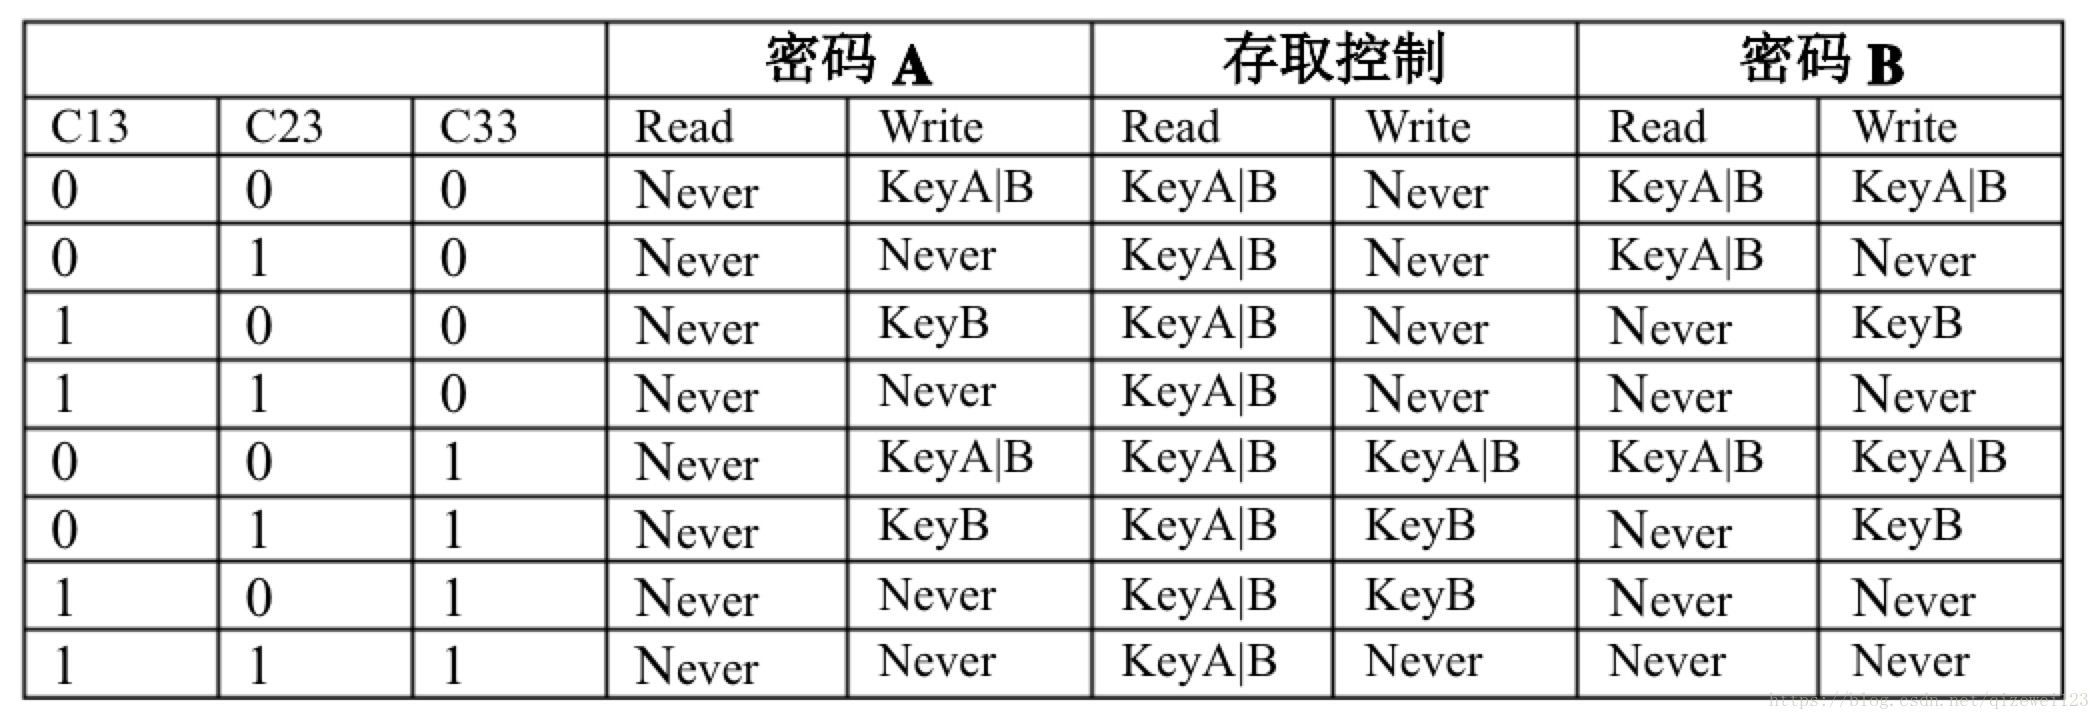 密码 A 存取控制 密码 B
C13 C23 C33 Read Write Read Write Read Write
0 0 0 Never KeyA|B KeyA|B Never KeyA|B KeyA|B
0 1 0 Never Never KeyA|B Never KeyA|B Never
1 0 0 Never KeyB KeyA|B Never Never KeyB
1 1 0 Never Never KeyA|B Never Never Never
0 0 1 Never KeyA|B KeyA|B KeyA|B KeyA|B KeyA|B
0 1 1 Never KeyB KeyA|B KeyB Never KeyB
1 0 1 Never Never KeyA|B KeyB Never Never
1 1 1 Never Never KeyA|B Never Never Never
https://blog.csdn.net/qizewei123